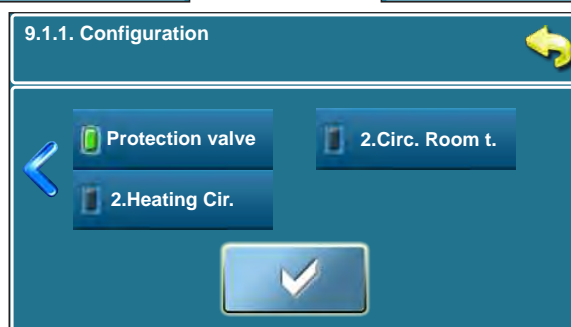 9.1.1. Configuration
Protection valve
2.Circ. Room t.
2.Heating Cir.